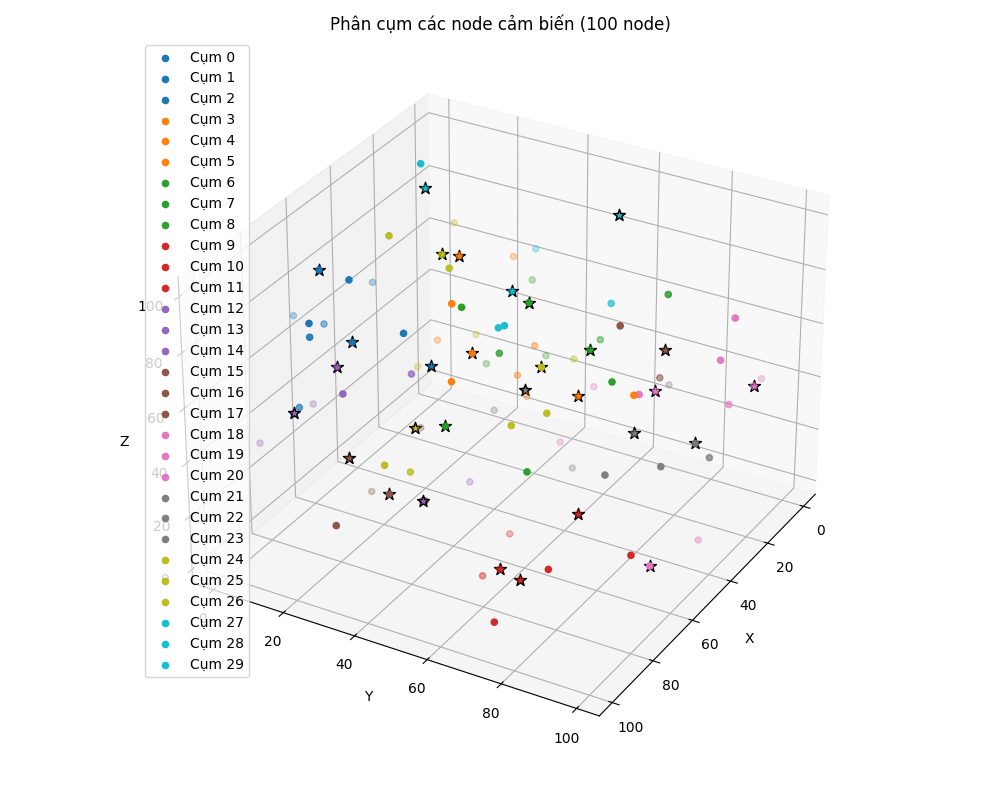 Phân cụm các node cảm biến (100 node)
Cụm 0
Cụm 1
Cụm 2
Cụm 3
Cụm 4
Cụm 5
Cụm 6
Cụm 7
Cụm 8
Cụm 9
Cụm 10
Cụm 11
Cụm 12
Cụm 13
Cụm 14
Cụm 15
Cụm 16
Cụm 17
Cụm 18
Cụm 19
Cụm 20
Cụm 21
Cụm 22
Cụm 23
Cụm 24
Cụm 25
Cụm 26
Cụm 27
Cụm 28
Cụm 29
Z
100
80
60
40
20
0
0
20
40
60
80
100
Y
0
20
40
60
80
100
X